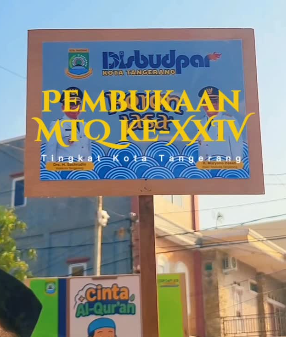 Disbudpar
KOTA TANGERANG
PEMBUKAAN
MTQ KE-XXIV
Tingkat Kota Tangerang
Cinta
Al-Qur'an